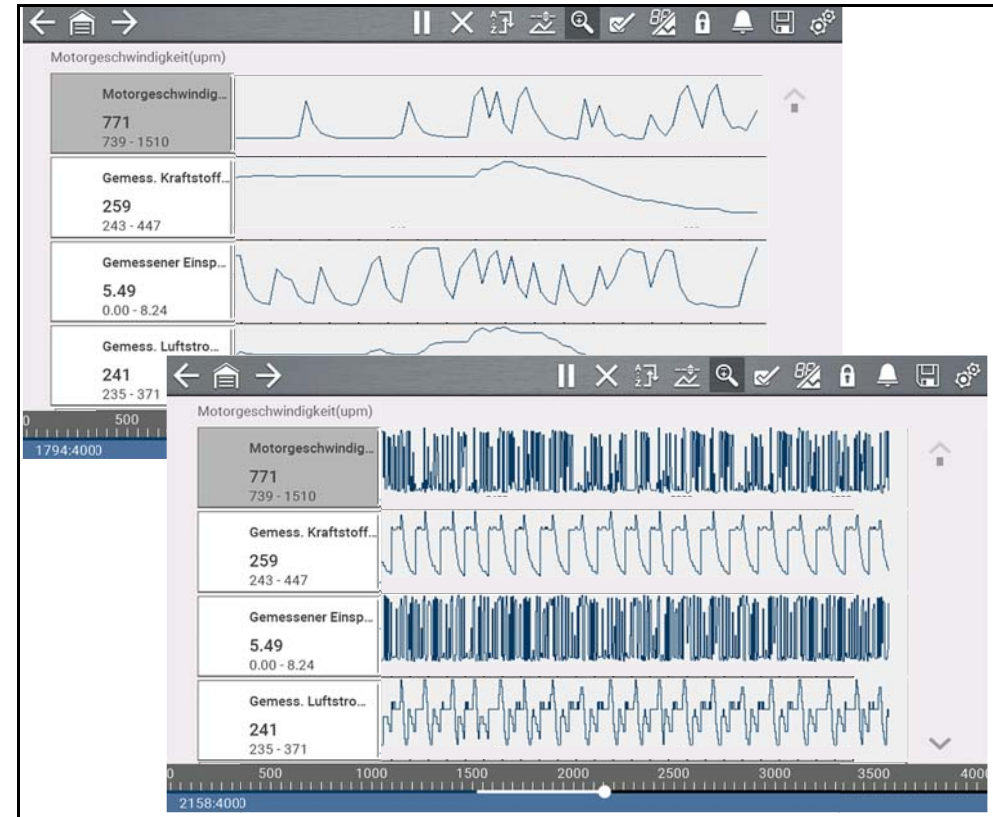 Motorgeschwindigkeit(upm)
Motorgeschwindig...
771
739 - 1510
Gemess. Kraftstoff...
259
243 - 447
Gemessener Einsp...
5.49
0.00 - 8.24
Gemess. Luftstro...
241
235 - 371
500
1794:4000
Motorgeschwindigkeit(upm)
Motorgeschwindig...
771
739 - 1510
Gemess. Kraftstoff...
259
243 - 447
Gemessener Einsp...
5.49
0.00 - 8.24
Gemess. Luftstro...
241
235 - 371
0 500 1000 1500 2000 2500 3000 3500 400
2158:4000